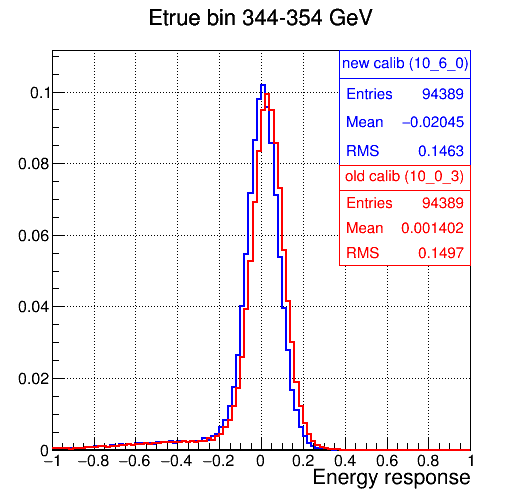 Etrue bin 344-354 GeV
new calib (10_6_0)
Entries 94389
Mean −0.02045
RMS 0.1463
old calib (10_0_3)
Entries 94389
Mean 0.001402
RMS 0.1497
0.1
0.08
0.06
0.04
0.02
0
−1 −0.8 −0.6 −0.4 −0.2 0 0.2 0.4 0.6 0.8 1
Energy response